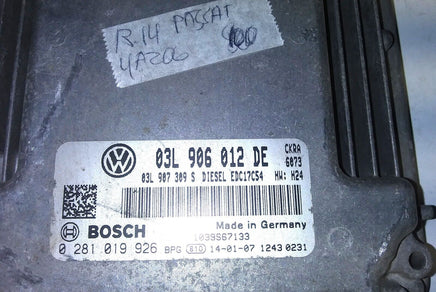 R.14 PASSAT
4A206
03L 906 012 DE
CKRA
03L 907 309 S DIESEL EDC17C54
6073
HW: H24
BOSCH
Made in Germany
1039S67133
0 281 019 926 BPG 810 14-01-07 1243 0231